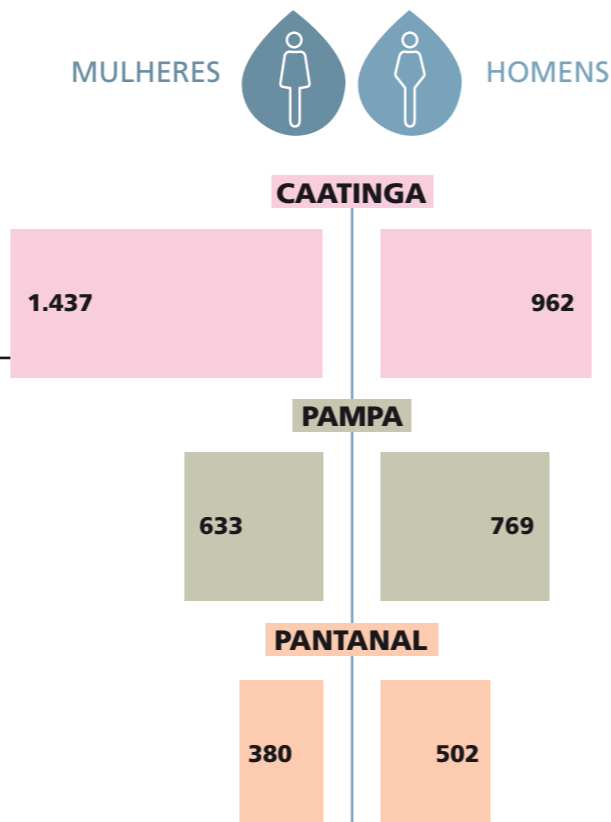 MULHERES HOMENS
CAATINGA
1.437 962
PAMPA
633 769
PANTANAL
380 502